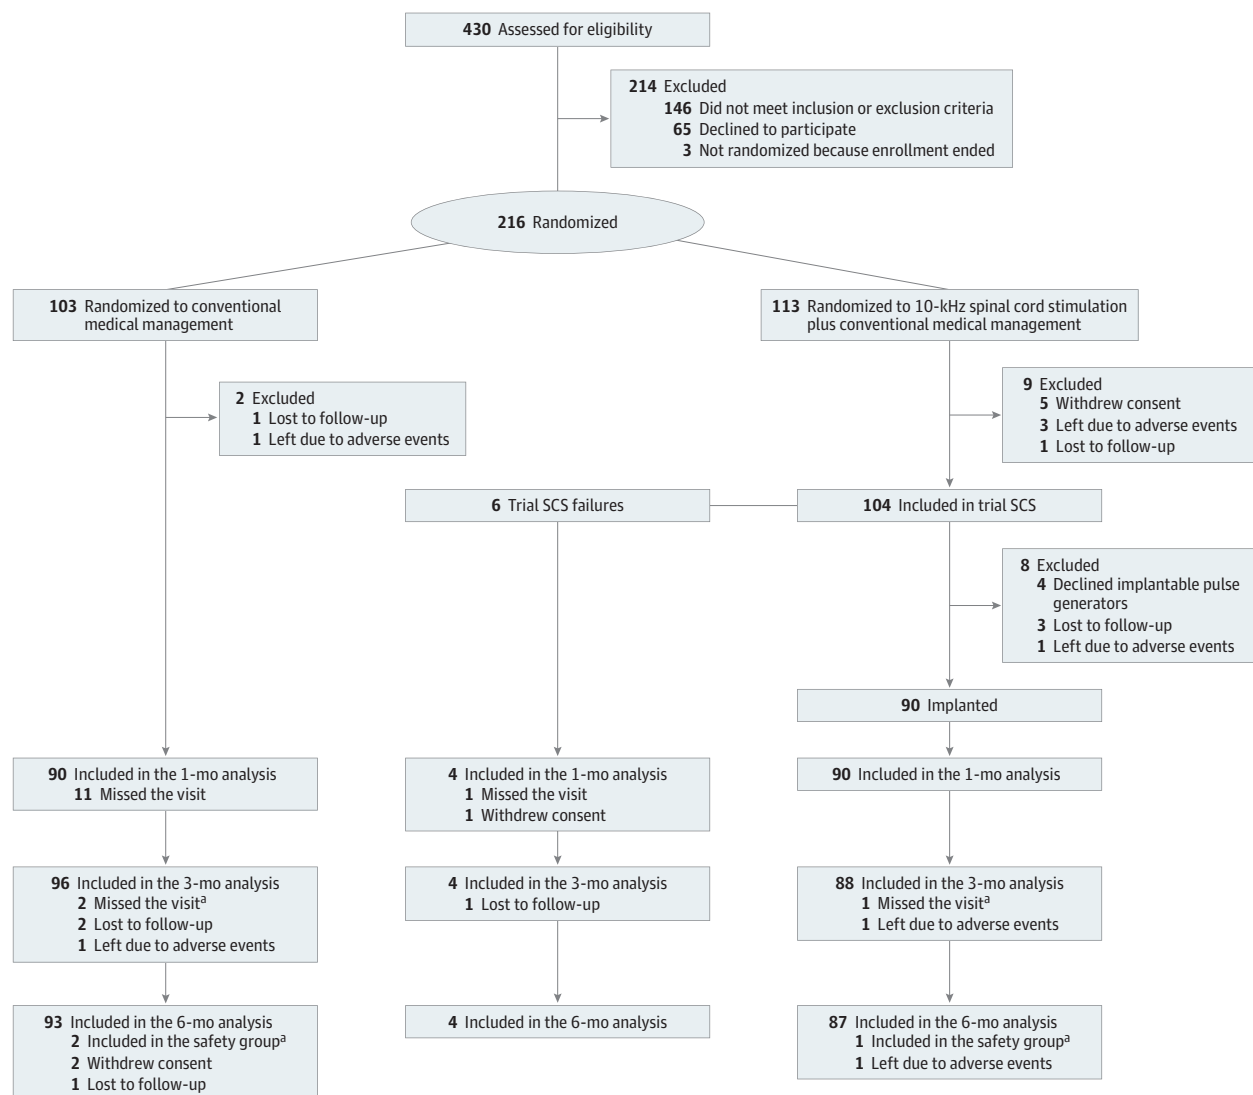 430 Assessed for eligibility
214 Excluded
146 Did not meet inclusion or exclusion criteria
65 Declined to participate
3 Not randomized because enrollment ended
216 Randomized
103 Randomized to conventional
medical management
113 Randomized to 10-kHz spinal cord stimulation
plus conventional medical management
2 Excluded
1 Lost to follow-up
1 Left due to adverse events
9 Excluded
5 Withdrew consent
3 Left due to adverse events
1 Lost to follow-up
6 Trial SCS failures
104 Included in trial SCS
8 Excluded
4 Declined implantable pulse
generators
3 Lost to follow-up
1 Left due to adverse events
90 Implanted
90 Included in the 1-mo analysis
11 Missed the visit
4 Included in the 1-mo analysis
1 Missed the visit
1 Withdrew consent
90 Included in the 1-mo analysis
96 Included in the 3-mo analysis
2 Missed the visitᵃ
2 Lost to follow-up
1 Left due to adverse events
4 Included in the 3-mo analysis
1 Lost to follow-up
88 Included in the 3-mo analysis
1 Missed the visitᵃ
1 Left due to adverse events
93 Included in the 6-mo analysis
2 Included in the safety groupᵃ
2 Withdrew consent
1 Lost to follow-up
4 Included in the 6-mo analysis
87 Included in the 6-mo analysis
1 Included in the safety groupᵃ
1 Left due to adverse events